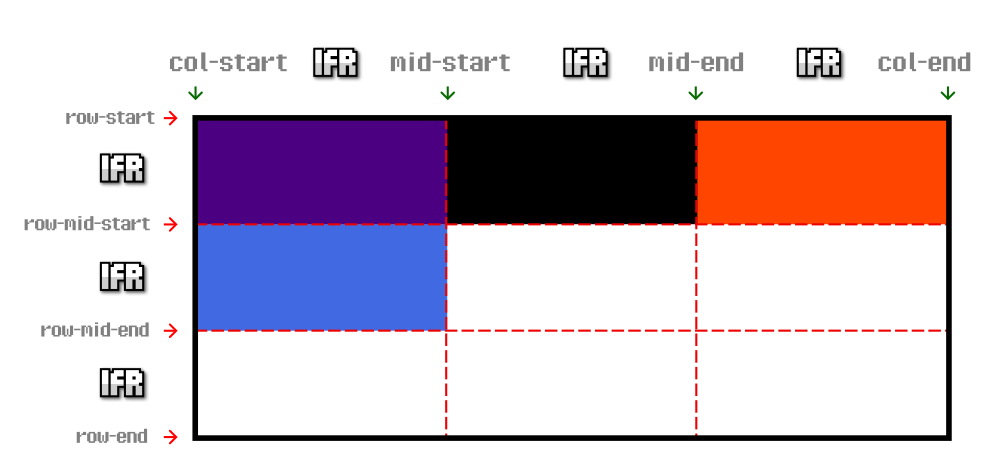 col-start 1FR mid-start 1FR mid-end 1FR col-end
row-start
1FR
row-mid-start
1FR
row-mid-end
1FR
row-end